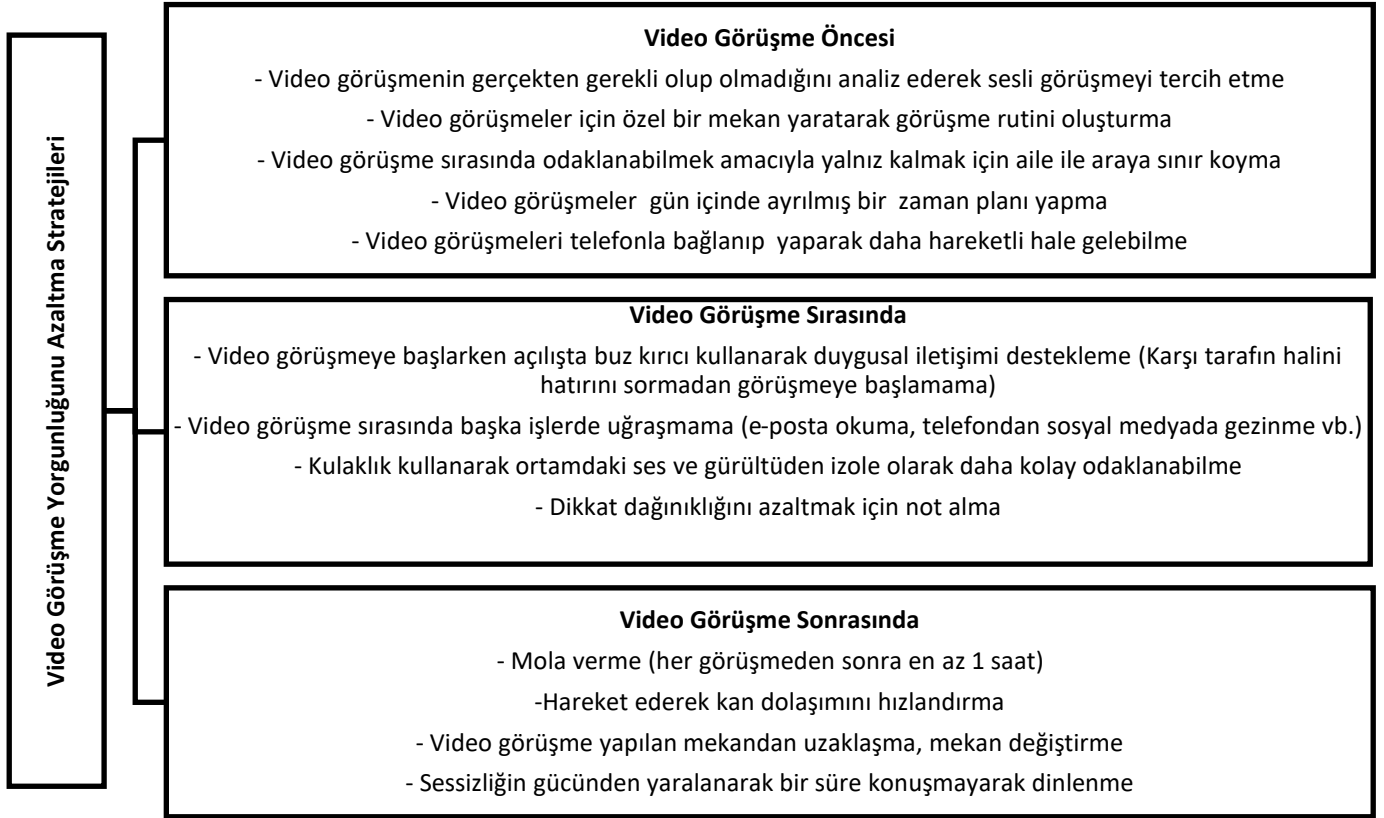 Video Görüşme Yorgunluğunu Azaltma Stratejileri
Video Görüşme Öncesi
- Video görüşmenin gerçekten gerekli olup olmadığını analiz ederek sesli görüşmeyi tercih etme
- Video görüşmeler için özel bir mekan yaratarak görüşme rutini oluşturma
- Video görüşme sırasında odaklanabilmek amacıyla yalnız kalmak için aile ile araya sınır koyma
- Video görüşmeler gün içinde ayrılmış bir zaman planı yapma
- Video görüşmeleri telefonla bağlanıp yaparak daha hareketli hale gelebilme
Video Görüşme Sırasında
- Video görüşmeye başlarken açılışta buz kırıcı kullanarak duygusal iletişimi destekleme (Karşı tarafın halini
hatırını sormadan görüşmeye başlamama)
- Video görüşme sırasında başka işlerde uğraşmama (e-posta okuma, telefondan sosyal medyada gezinme vb.)
- Kulaklık kullanarak ortamdaki ses ve gürültüden izole olarak daha kolay odaklanabilme
- Dikkat dağınıklığını azaltmak için not alma
Video Görüşme Sonrasında
- Mola verme (her görüşmeden sonra en az 1 saat)
-Hareket ederek kan dolaşımını hızlandırma
- Video görüşme yapılan mekandan uzaklaşma, mekan değiştirme
- Sessizliğin gücünden yaralanarak bir süre konuşmayarak dinlenme